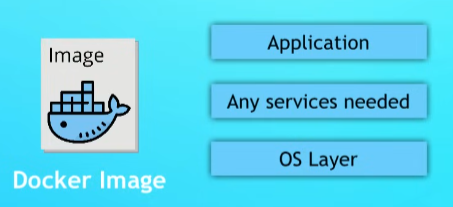 Image
Docker Image
Application
Any services needed
OS Layer